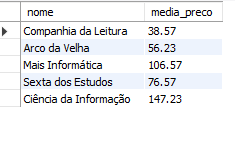 nome media_preco
Companhia da Leitura 38.57
Arco da Velha 56.23
Mais Informática 106.57
Sexta dos Estudos 76.57
Ciência da Informação 147.23